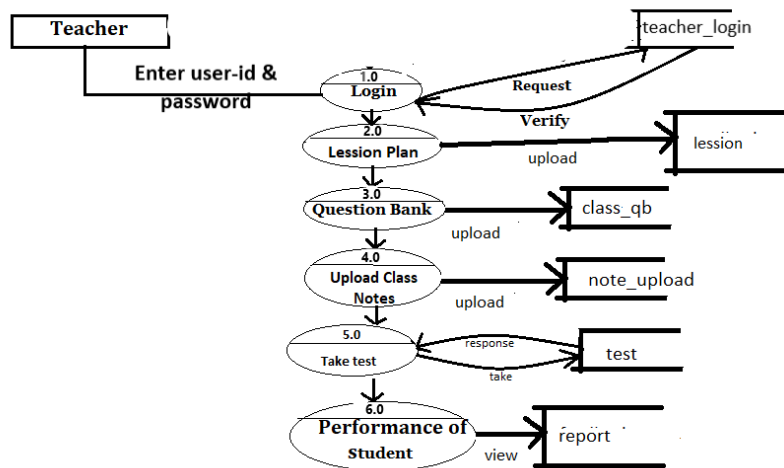 Teacher
teacher_login
Enter user-id &
password
1.0
Login
Request
Verify
2.0
Lession Plan
upload
lession
3.0
Question Bank
upload
class_qb
4.0
Upload Class
Notes
upload
note_upload
5.0
Take test
response
take
test
6.0
Performance of
Student
view
report